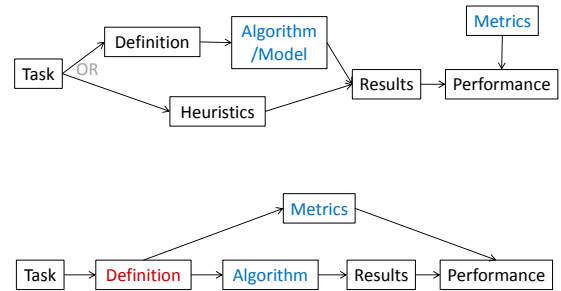 Metrics
Definition
Algorithm
/Model
Task
OR
Results
Performance
Heuristics
Metrics
Task
Definition
Algorithm
Results
Performance